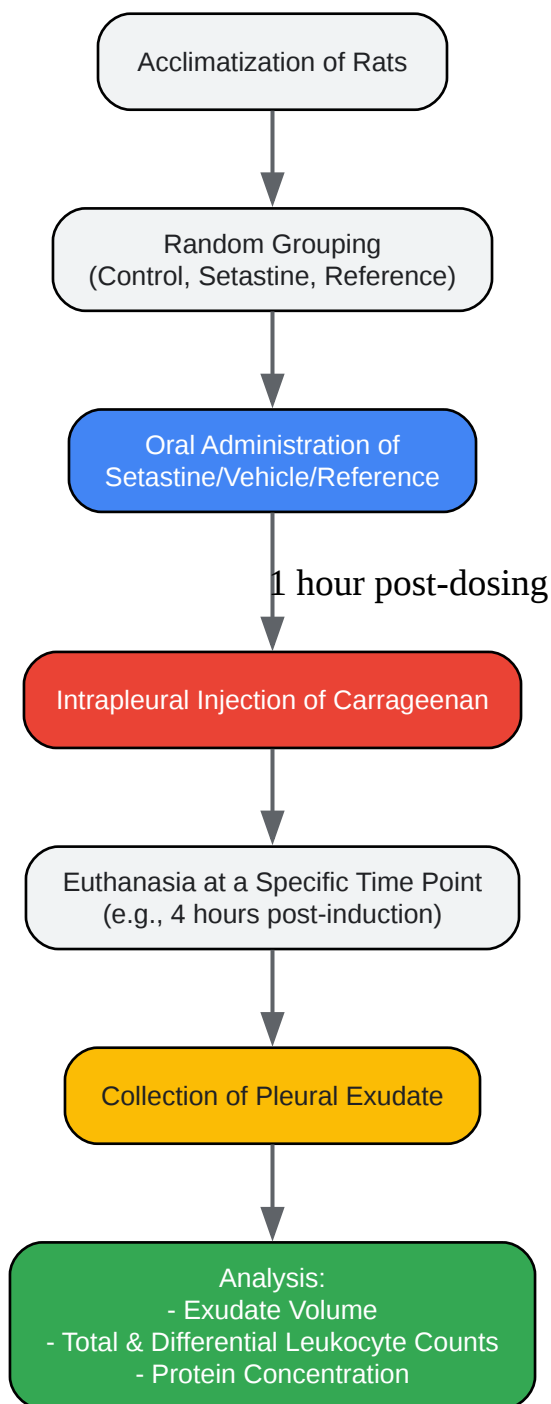 Acclimatization of Rats
Random Grouping
(Control, Setastine, Reference)
Oral Administration of
Setastine/Vehicle/Reference
1 hour post-dosing
Intrapleural Injection of Carrageenan
Euthanasia at a Specific Time Point
(e.g., 4 hours post-induction)
Collection of Pleural Exudate
Analysis:
- Exudate Volume
- Total & Differential Leukocyte Counts
- Protein Concentration